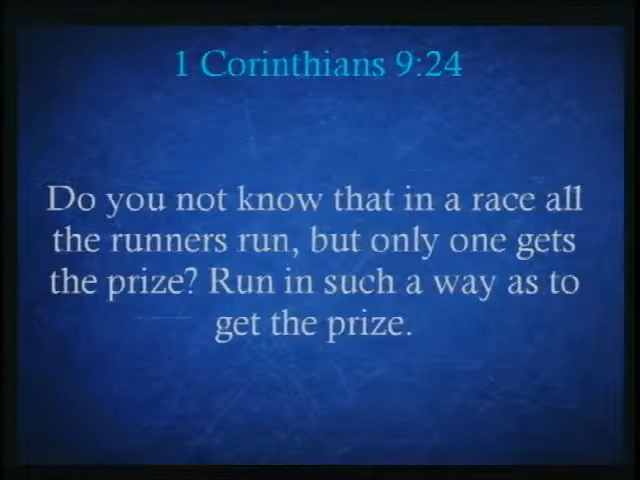 1 Corinthians 9:24
Do you not know that in a race all
the runners run, but only one gets
the prize? Run in such a way as to
get the prize.